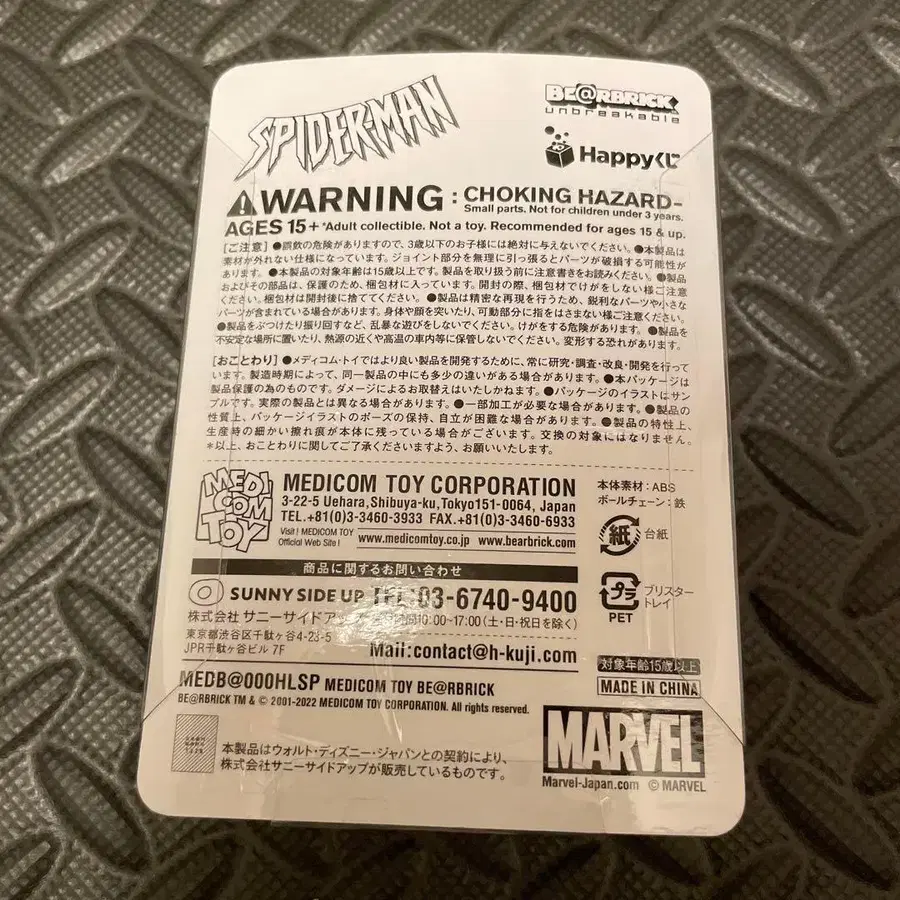 SPIDER-MAN
BE@RBRICK
unbreakable
Happyくじ
WARNING : CHOKING HAZARD-
Small parts. Not for children under 3 years.
AGES 15+ *Adult collectible. Not a toy. Recommended for ages 15 & up.
[ご注意] ●誤飲の危険がありますので、3歳以下のお子様には絶対に与えないでください。●本製品は
素材が外れない仕様になっています。ジョイント部分を無理に引っ張るとパーツが破損する可能性が
あります。●本製品の対象年齢は15歳以上です。製品を取り扱う前に注意書きをお読みください。●製品
およびその部品は、保護のため、梱包材に入っています。開封の際、梱包材でけがをしない様ご注意
ください。梱包材は開封後に捨ててください。●製品は精密な再現を行うため、鋭利なパーツや小さな
パーツが含まれている場合があります。身体や顔を突いたり、可動部分に指をはさまない様ご注意ください。
●製品をぶつけたり振り回すなど、乱暴な遊びをしないでください。けがをする危険があります。●製品を
不安定な場所に置いたり、熱源の近くや高温の車内等に保管しないでください。変形する恐れがあります。
[おことわり] ●メディコム・トイではより良い製品を開発するために、常に研究・調査・改良・開発を行って
います。製造時期によって、同一製品の中にも多少の違いがある場合があります。●本パッケージは
製品保護の為のものです。ダメージによるお取替えはいたしかねます。●パッケージのイラストはサン
プルです。実際の製品とは異なる場合があります。●一部加工が必要な場合があります。●製品の
性質上、パッケージイラストのポーズの保持、自立が困難な場合があります。●製品の特性上、
生産時の細かい擦れ痕が本体に残っている場合がございます。交換の対象にはなりません。
*以上、おことわりに関してご了承くださいますよう、お願いいたします。
MEDI COM TOY
MEDICOM TOY CORPORATION
3-22-5 Uehara,Shibuya-ku,Tokyo151-0064, Japan
TEL.+81(0)3-3460-3933 FAX.+81(0)3-3460-6933
Visit ! MEDICOM TOY
Official Web Site !
www.medicomtoy.co.jp www.bearbrick.com
本体素材:ABS
ボールチェーン:鉄
紙 台紙
プラ ブリスター
トレイ
PET
商品に関するお問い合わせ
SUNNY SIDE UP TEL:03-6740-9400
株式会社 サニーサイドアップ
10:00~17:00(土・日・祝日を除く)
東京都渋谷区千駄ヶ谷4-23-5
JPR千駄ヶ谷ビル 7F
Mail:contact@h-kuji.com
対象年齢15歳以上
MADE IN CHINA
MEDB@000HLSP MEDICOM TOY BE@RBRICK
BE@RBRICK TM & © 2001-2022 MEDICOM TOY CORPORATION. All rights reserved.
本製品はウォルト・ディズニー・ジャパンとの契約により、
株式会社サニーサイドアップが販売しているものです。
MARVEL
Marvel-Japan.com © MARVEL